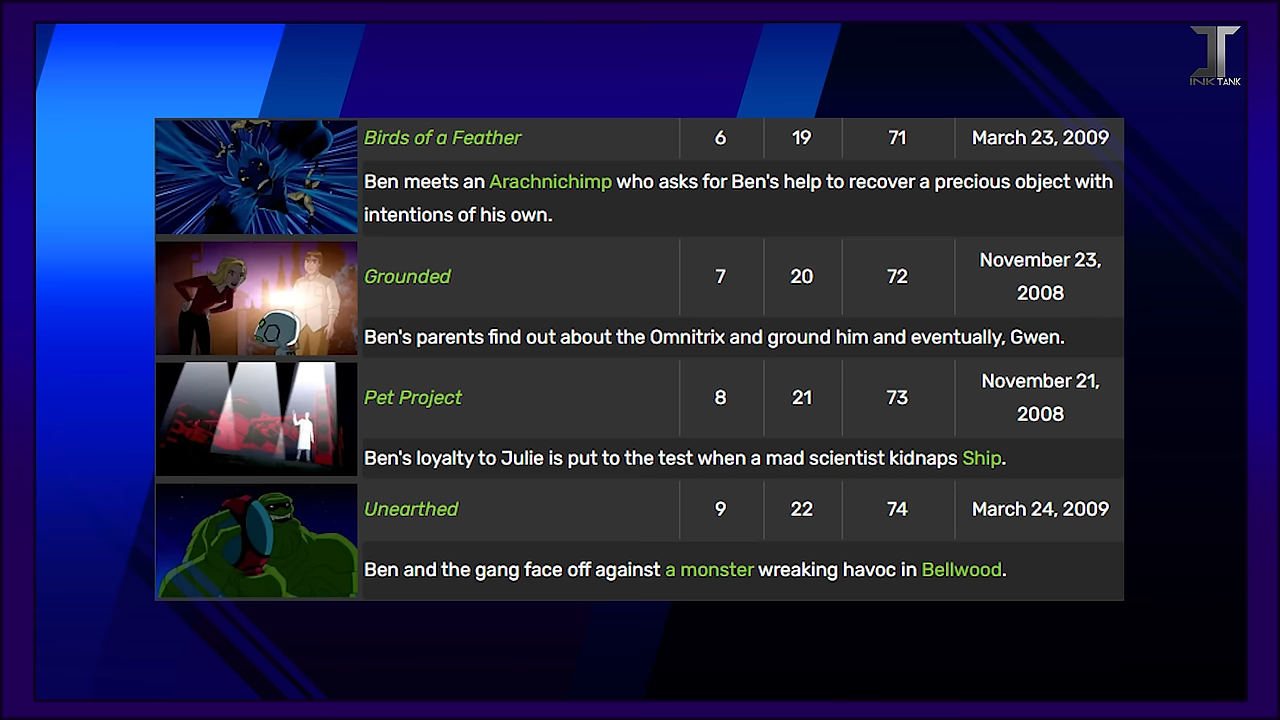 INKTANK
Birds of a Feather 6 19 71 March 23, 2009
Ben meets an Arachnichimp who asks for Ben's help to recover a precious object with
intentions of his own.
Grounded 7 20 72 November 23,
2008
Ben's parents find out about the Omnitrix and ground him and eventually, Gwen.
Pet Project 8 21 73 November 21,
2008
Ben's loyalty to Julie is put to the test when a mad scientist kidnaps Ship.
Unearthed 9 22 74 March 24, 2009
Ben and the gang face off against a monster wreaking havoc in Bellwood.